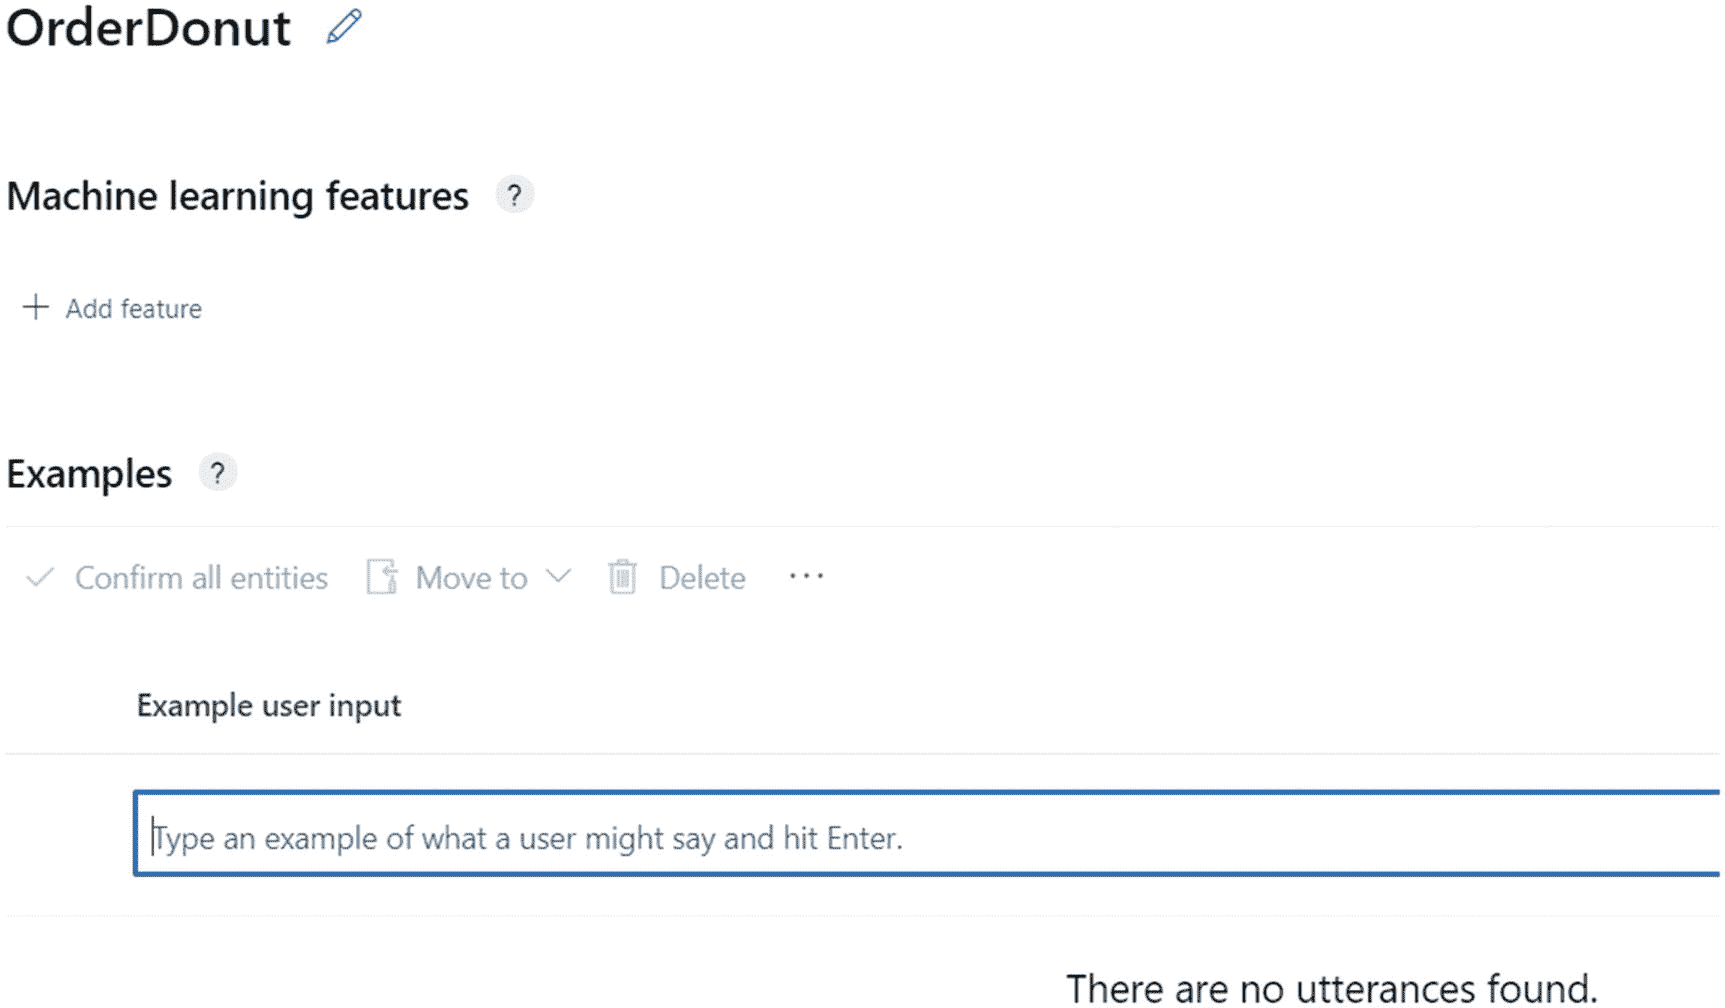 OrderDonut
Machine learning features ?
+ Add feature
Examples ?
Confirm all entities Move to Delete ...
Example user input
Type an example of what a user might say and hit Enter.
There are no utterances found.